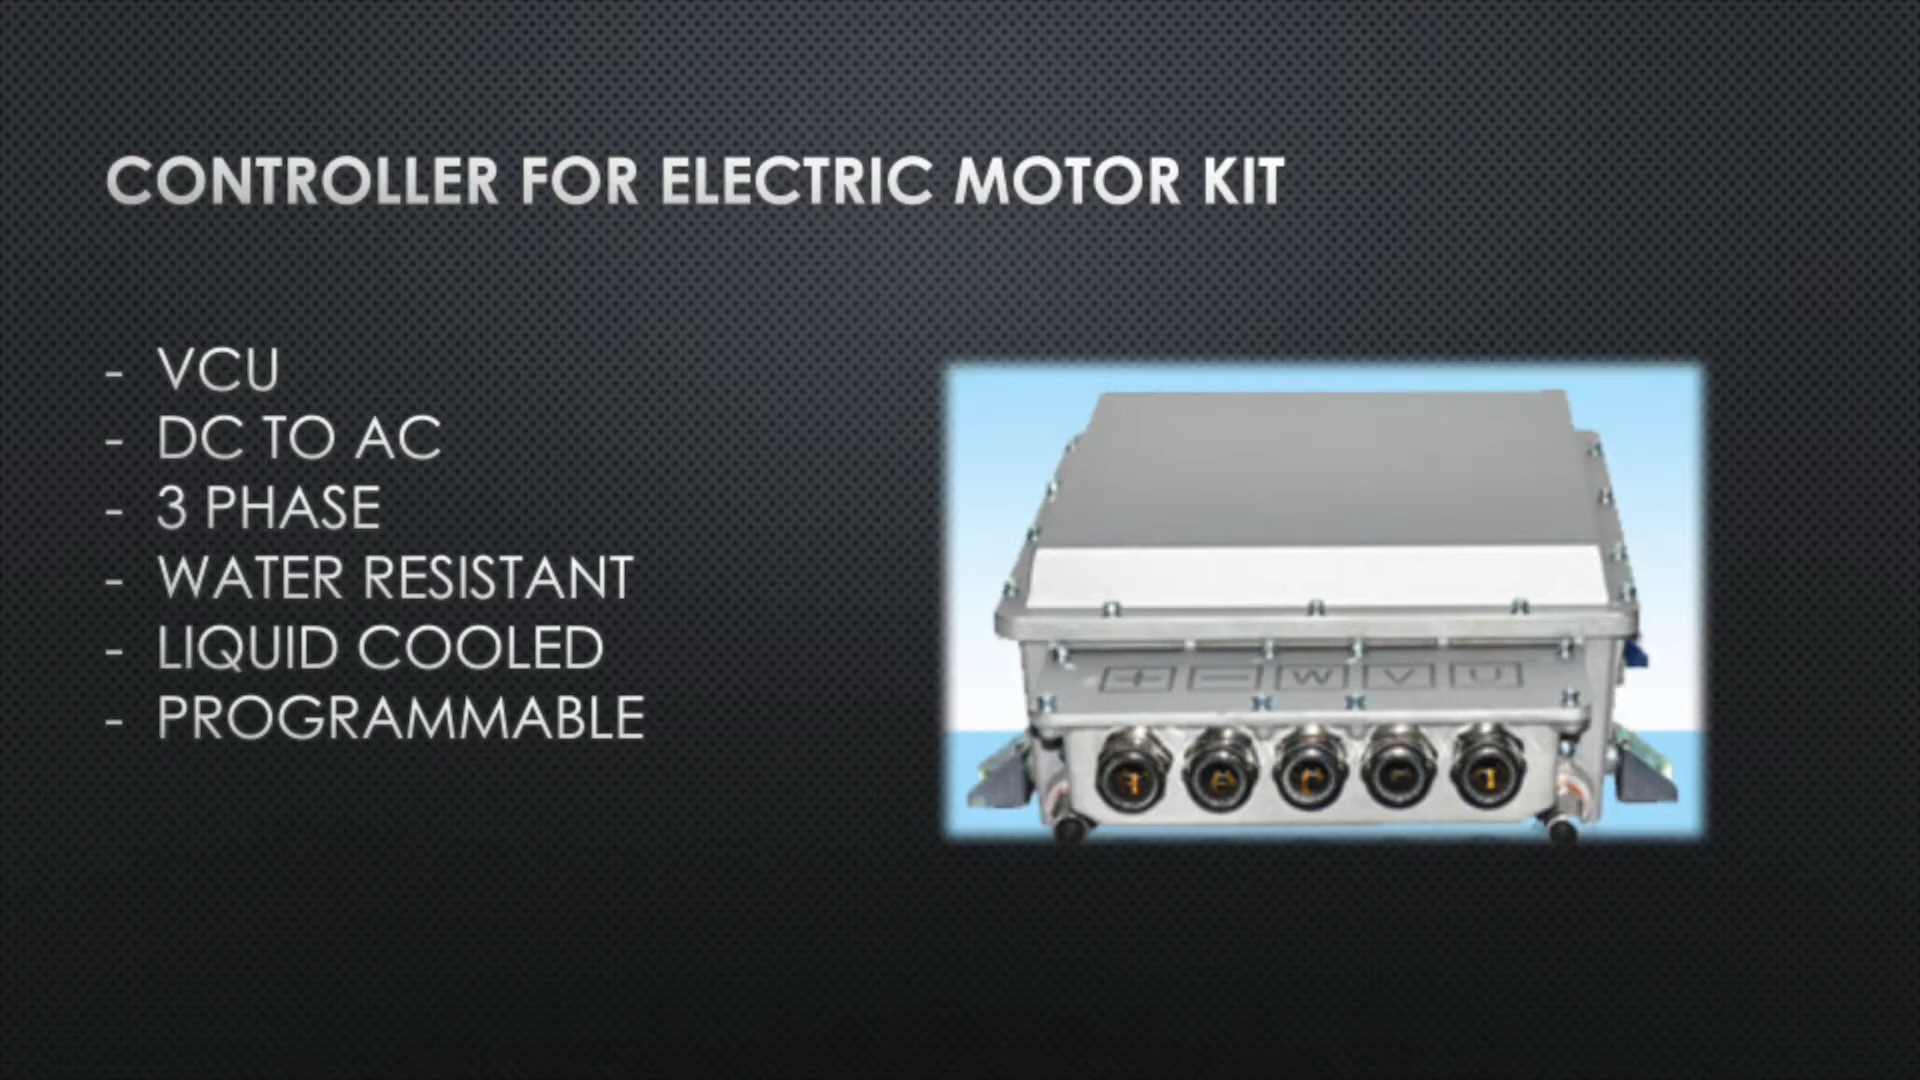 CONTROLLER FOR ELECTRIC MOTOR KIT
- VCU
- DC TO AC
- 3 PHASE
- WATER RESISTANT
- LIQUID COOLED
- PROGRAMMABLE
+ - W V U